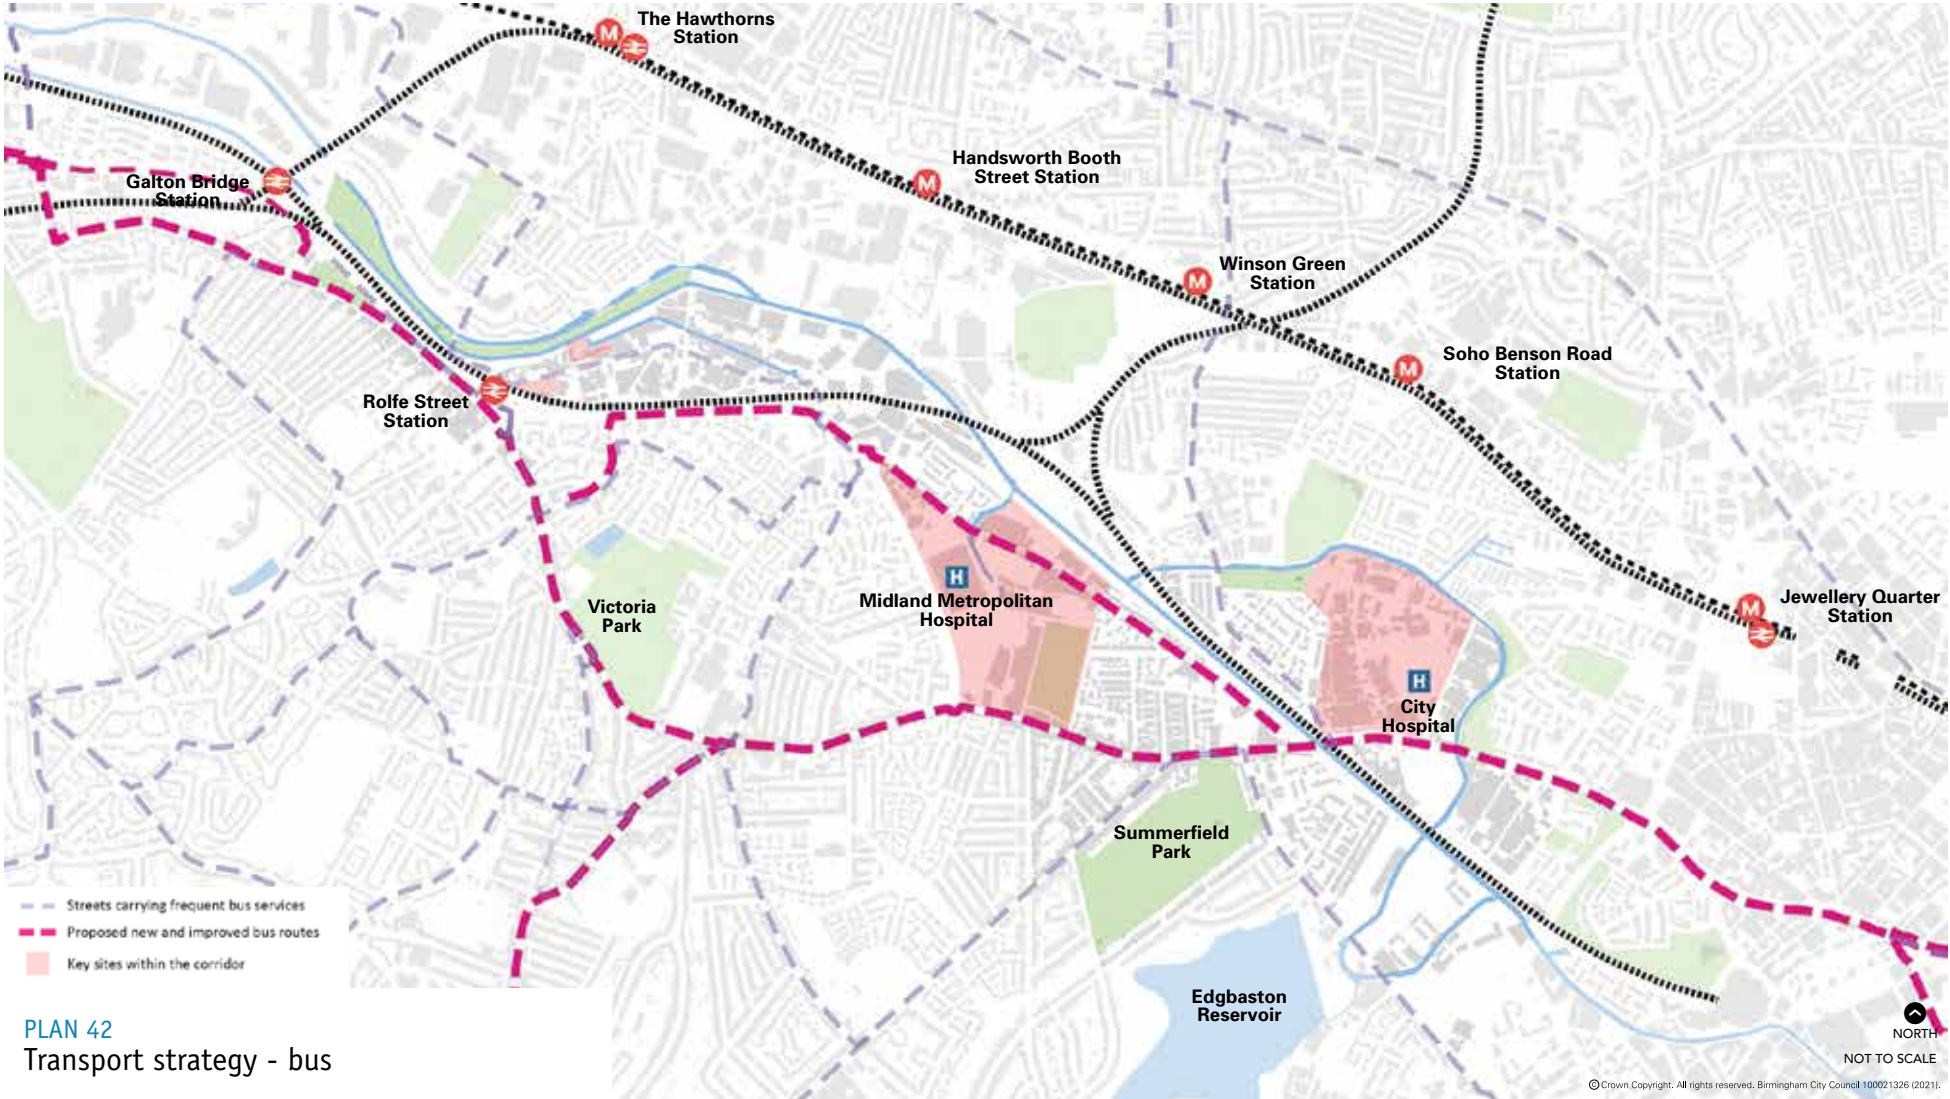 The Hawthorns
Station
M
Handsworth Booth
Street Station
M
Galton Bridge
Station
Winson Green
Station
M
Soho Benson Road
Station
M
Rolfe Street
Station
H
Midland Metropolitan
Hospital
Victoria
Park
Jewellery Quarter
Station
M
H
City
Hospital
Summerfield
Park
Edgbaston
Reservoir
Streets carrying frequent bus services
Proposed new and improved bus routes
Key sites within the corridor
PLAN 42
Transport strategy - bus
NORTH
NOT TO SCALE
© Crown Copyright. All rights reserved. Birmingham City Council 100021326 (2021).